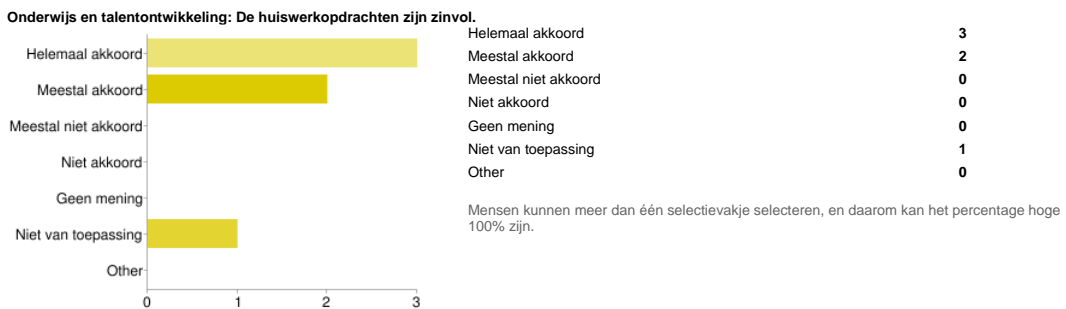 Onderwijs en talentontwikkeling: De huiswerkopdrachten zijn zinvol.
Helemaal akkoord
Meestal akkoord
Meestal niet akkoord
Niet akkoord
Geen mening
Niet van toepassing
Other
0 1 2 3
Helemaal akkoord 3
Meestal akkoord 2
Meestal niet akkoord 0
Niet akkoord 0
Geen mening 0
Niet van toepassing 1
Other 0
Mensen kunnen meer dan één selectievakje selecteren, en daarom kan het percentage hoge
100% zijn.